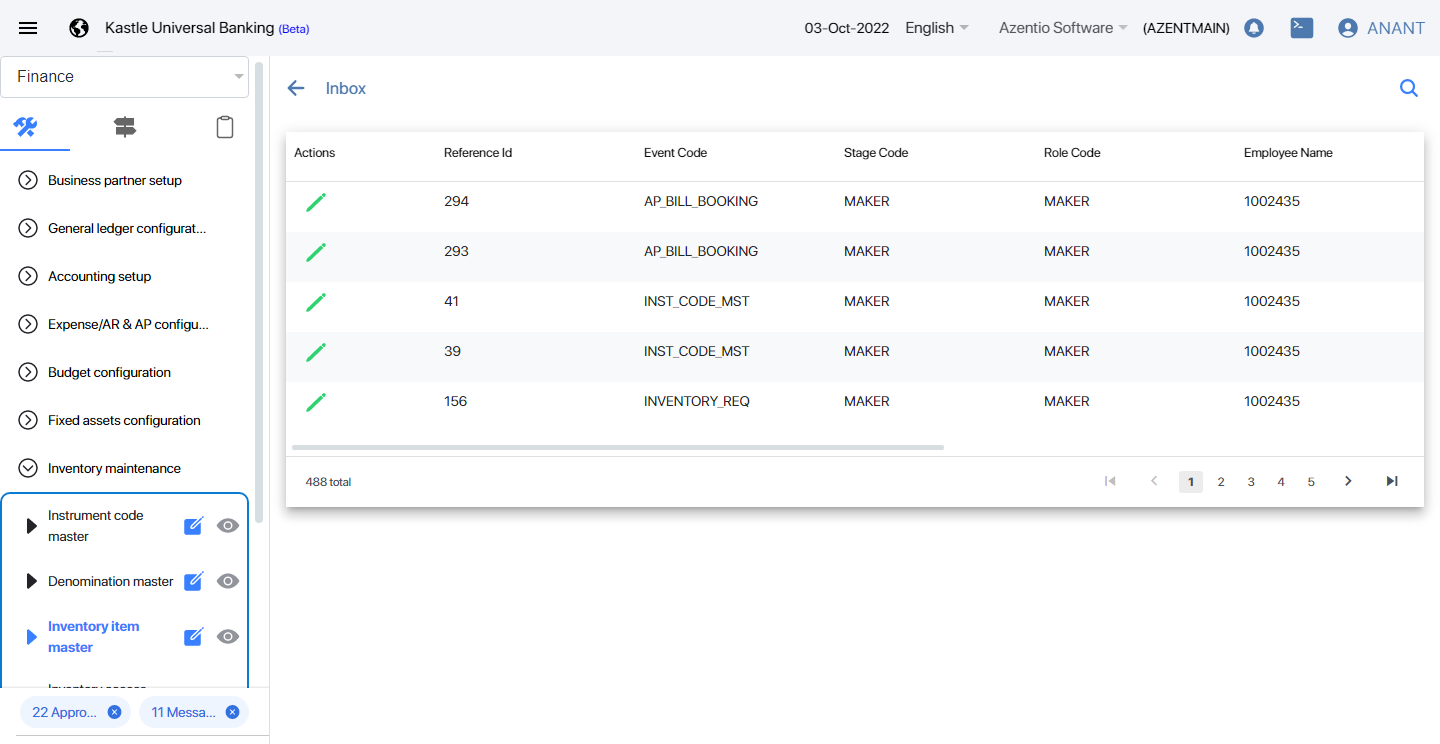 Kastle Universal Banking (Beta)
03-Oct-2022
English
Azentio Software
(AZENTMAIN)
ANANT
Finance
Business partner setup
General ledger configurat...
Accounting setup
Expense/AR & AP configu...
Budget configuration
Fixed assets configuration
Inventory maintenance
Instrument code
master
Denomination master
Inventory item
master
22 Appro...
11 Messa...
Inbox
Actions Reference Id Event Code Stage Code Role Code Employee Name
294 AP_BILL_BOOKING MAKER MAKER 1002435
293 AP_BILL_BOOKING MAKER MAKER 1002435
41 INST_CODE_MST MAKER MAKER 1002435
39 INST_CODE_MST MAKER MAKER 1002435
156 INVENTORY_REQ MAKER MAKER 1002435
488 total
1 2 3 4 5